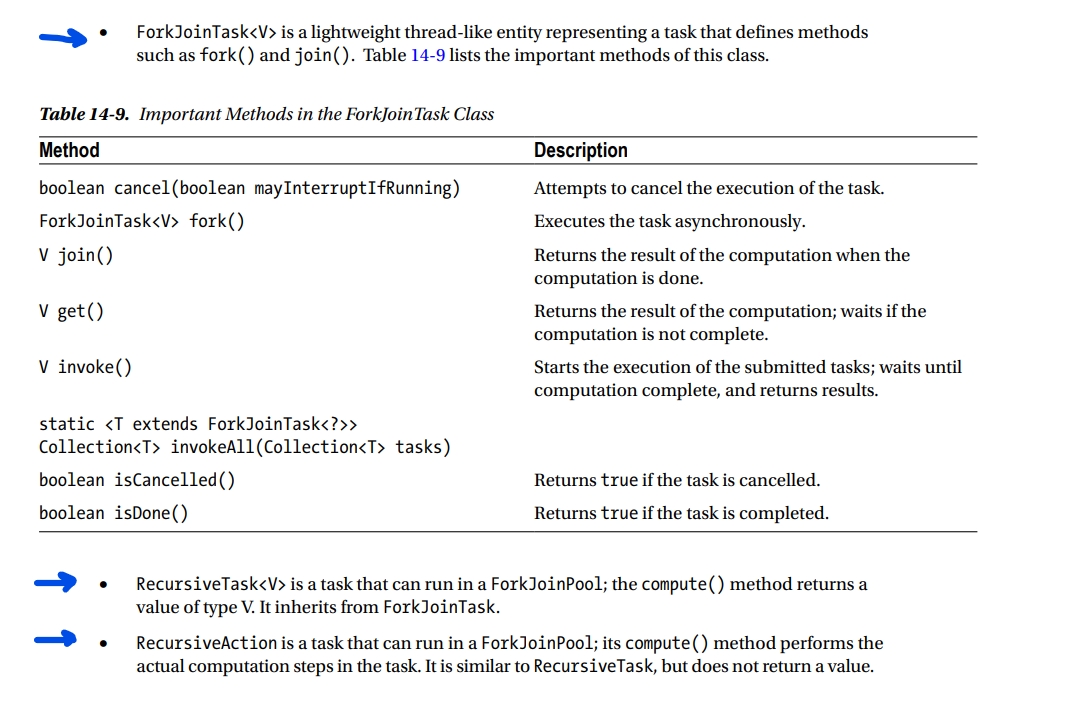 • ForkJoinTask<V> is a lightweight thread-like entity representing a task that defines methods
such as fork() and join(). Table 14-9 lists the important methods of this class.
Table 14-9. Important Methods in the ForkJoinTask Class
Method Description
boolean cancel(boolean mayInterruptIfRunning) Attempts to cancel the execution of the task.
ForkJoinTask<V> fork() Executes the task asynchronously.
V join() Returns the result of the computation when the
computation is done.
V get() Returns the result of the computation; waits if the
computation is not complete.
V invoke() Starts the execution of the submitted tasks; waits until
computation complete, and returns results.
static <T extends ForkJoinTask<?>>
Collection<T> invokeAll(Collection<T> tasks)
boolean isCancelled() Returns true if the task is cancelled.
boolean isDone() Returns true if the task is completed.
• RecursiveTask<V> is a task that can run in a ForkJoinPool; the compute() method returns a
value of type V. It inherits from ForkJoinTask.
• RecursiveAction is a task that can run in a ForkJoinPool; its compute() method performs the
actual computation steps in the task. It is similar to RecursiveTask, but does not return a value.